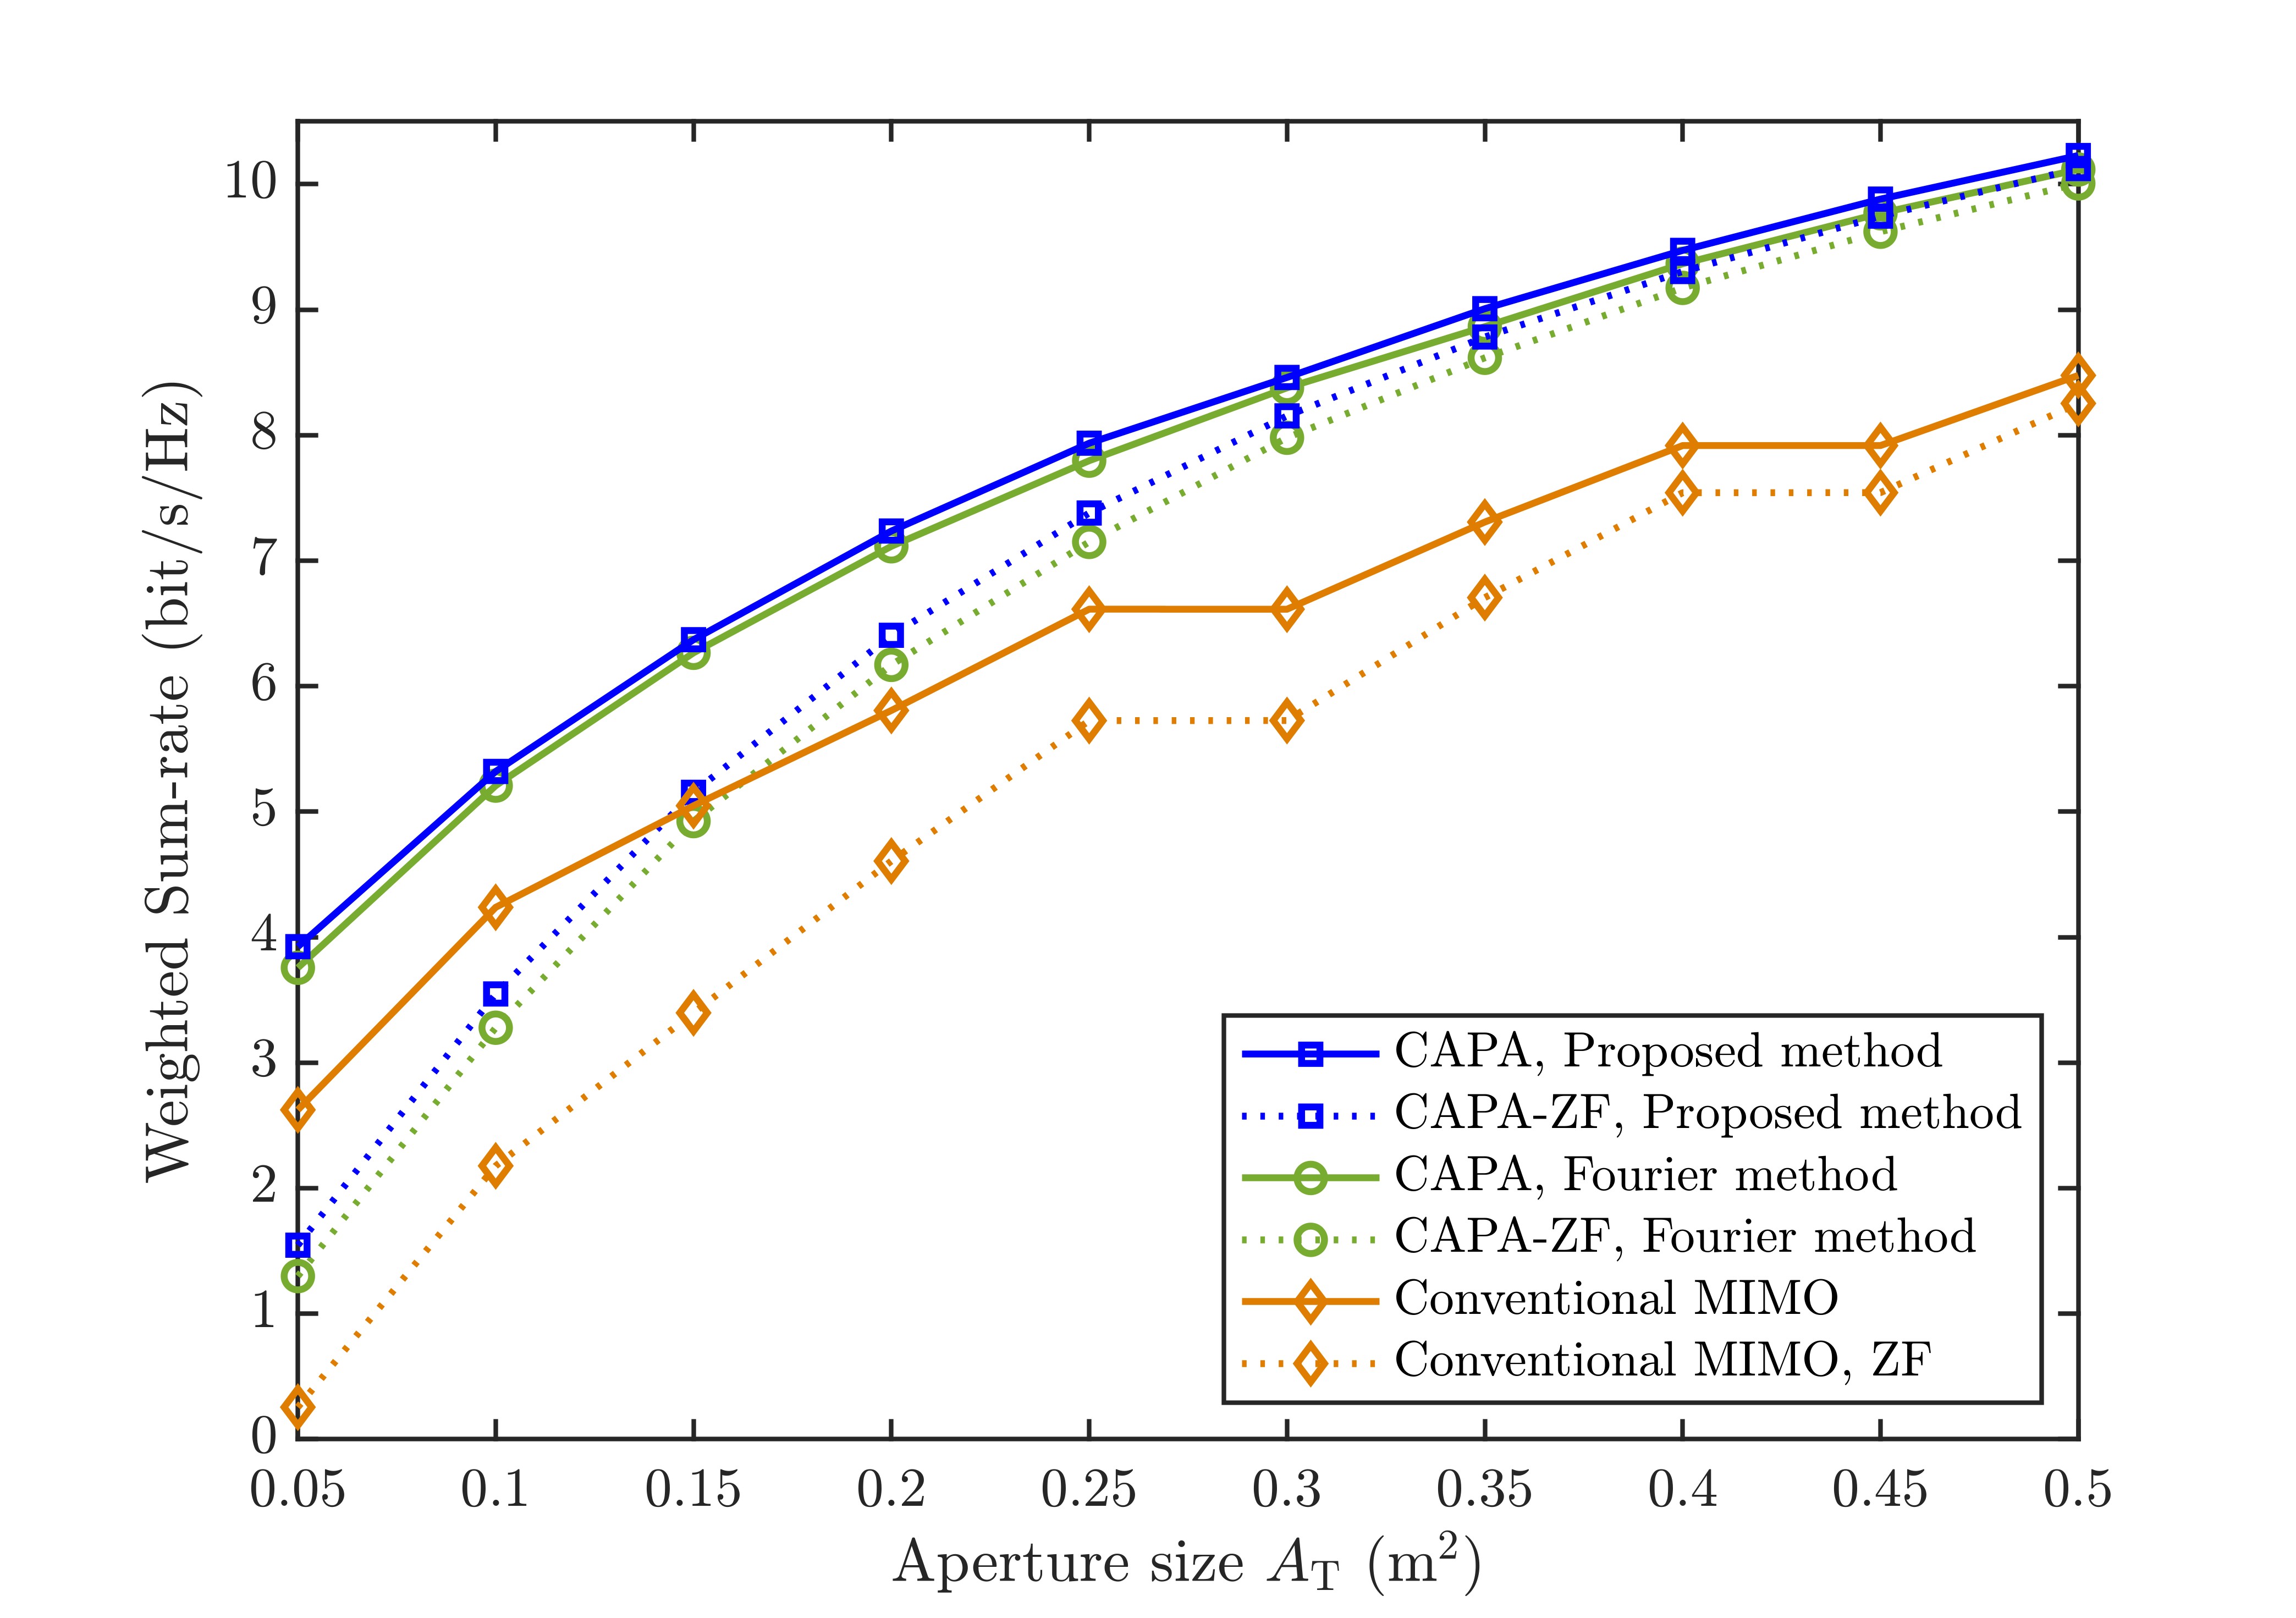 10
9
8
7
6
5
4
3
2
1
0
Weighted Sum-rate (bit/s/Hz)
CAPA, Proposed method
CAPA-ZF, Proposed method
CAPA, Fourier method
CAPA-ZF, Fourier method
Conventional MIMO
Conventional MIMO, ZF
0.05 0.1 0.15 0.2 0.25 0.3 0.35 0.4 0.45 0.5
Aperture size A_T (m²)